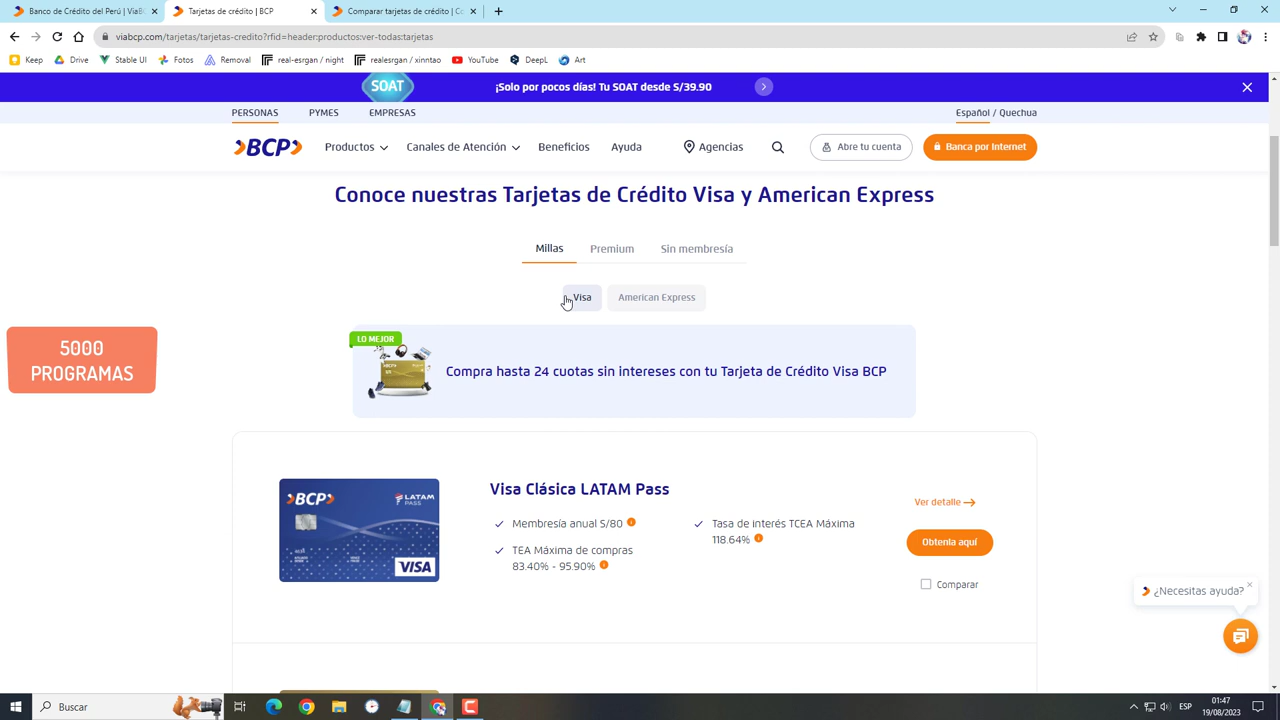 Banco de Crédito del Perú | ViaBC
Tarjetas de crédito | BCP
Comparar tarjetas de crédito | Co
viabcp.com/tarjetas/tarjetas-credito?rfid=header:productos:ver-todas:tarjetas
Keep
Drive
Stable UI
Fotos
Removal
real-esrgan / night
realesrgan / xinntao
YouTube
DeepL
Art
SOAT
¡Solo por pocos días! Tu SOAT desde S/39.90
PERSONAS
PYMES
EMPRESAS
Español / Quechua
BCP
Productos
Canales de Atención
Beneficios
Ayuda
Agencias
Abre tu cuenta
Banca por Internet
Conoce nuestras Tarjetas de Crédito Visa y American Express
Millas
Premium
Sin membresía
Visa
American Express
5000
PROGRAMAS
LO MEJOR
Compra hasta 24 cuotas sin intereses con tu Tarjeta de Crédito Visa BCP
BCP
LATAM
PASS
VISA
Visa Clásica LATAM Pass
Membresía anual S/80
TEA Máxima de compras
83.40% - 95.90%
Tasa de interés TCEA Máxima
118.64%
Ver detalle
Obtenla aquí
Comparar
¿Necesitas ayuda?
Buscar
ESP
01:47
19/08/2023